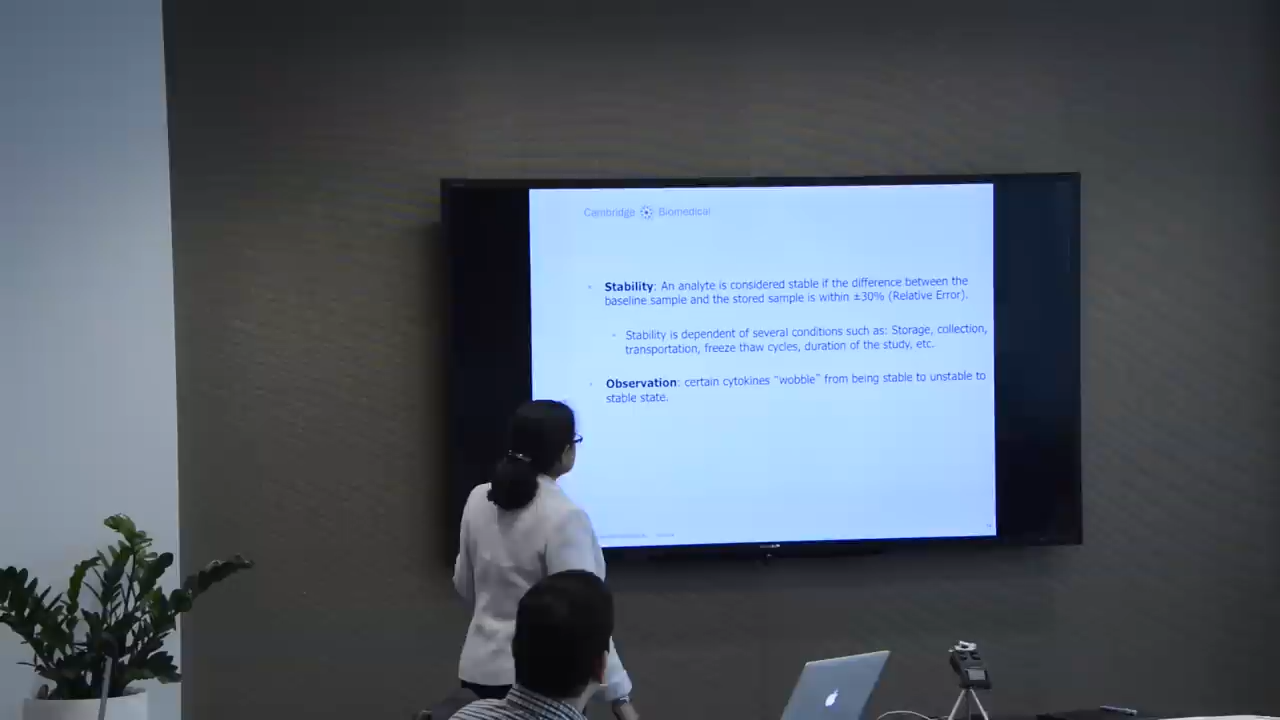 Cambridge Biomedical
Stability: An analyte is considered stable if the difference between the
baseline sample and the stored sample is within ±30% (Relative Error).
Stability is dependent of several conditions such as: Storage, collection,
transportation, freeze thaw cycles, duration of the study, etc.
Observation: certain cytokines “wobble” from being stable to unstable to
stable state.